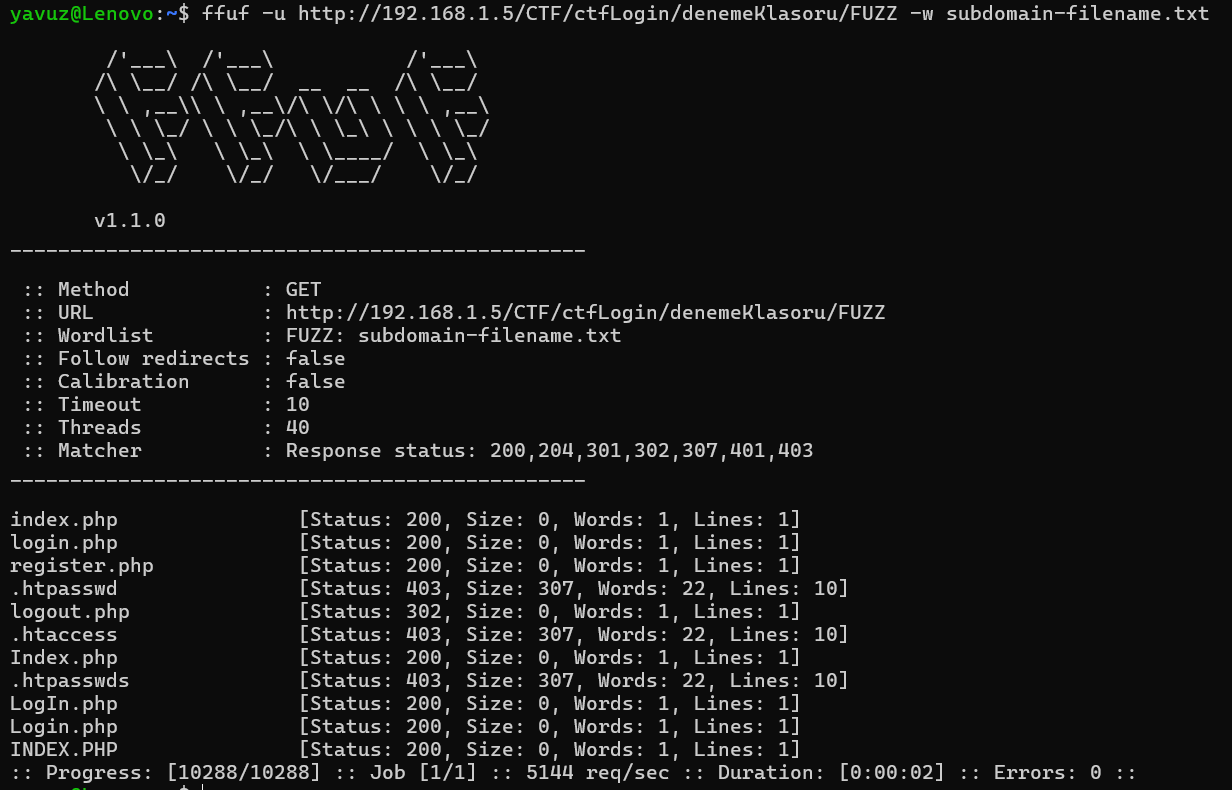 yavuz@Lenovo:~$ ffuf -u http://192.168.1.5/CTF/ctfLogin/denemeKlasoru/FUZZ -w subdomain-filename.txt
        /'___\  /'___\           /'___\
       /\ \__/ /\ \__/  __  __  /\ \__/
       \ \ ,__\\ \ ,__\/\ \/\ \ \ \ ,__\
        \ \ \_/ \ \ \_/\ \ \_\ \ \ \ \_/
         \ \_\   \ \_\  \ \____/  \ \_\
          \/_/    \/_/   \/___/    \/_/
       v1.1.0
________________________________________________
 :: Method           : GET
 :: URL              : http://192.168.1.5/CTF/ctfLogin/denemeKlasoru/FUZZ
 :: Wordlist         : FUZZ: subdomain-filename.txt
 :: Follow redirects : false
 :: Calibration      : false
 :: Timeout          : 10
 :: Threads          : 40
 :: Matcher          : Response status: 200,204,301,302,307,401,403
________________________________________________
index.php               [Status: 200, Size: 0, Words: 1, Lines: 1]
login.php               [Status: 200, Size: 0, Words: 1, Lines: 1]
register.php            [Status: 200, Size: 0, Words: 1, Lines: 1]
.htpasswd               [Status: 403, Size: 307, Words: 22, Lines: 10]
logout.php              [Status: 302, Size: 0, Words: 1, Lines: 1]
.htaccess               [Status: 403, Size: 307, Words: 22, Lines: 10]
Index.php               [Status: 200, Size: 0, Words: 1, Lines: 1]
.htpasswds              [Status: 403, Size: 307, Words: 22, Lines: 10]
LogIn.php               [Status: 200, Size: 0, Words: 1, Lines: 1]
Login.php               [Status: 200, Size: 0, Words: 1, Lines: 1]
INDEX.PHP               [Status: 200, Size: 0, Words: 1, Lines: 1]
:: Progress: [10288/10288] :: Job [1/1] :: 5144 req/sec :: Duration: [0:00:02] :: Errors: 0 ::